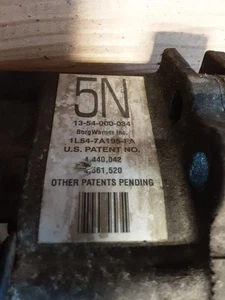 5N
13-54-000-034
BorgWarner Inc.
1L54-7A195-FA
U.S. PATENT NO.
4,440,042
OTHER PATENTS PENDING